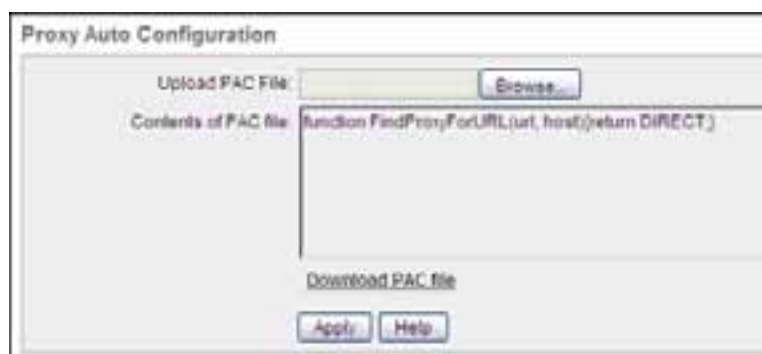 Proxy Auto Configuration
Upload PAC File:
Browse...
Contents of PAC file:
function FindProxyForURL(url, host){return DIRECT;}
Download PAC file
Apply
Help